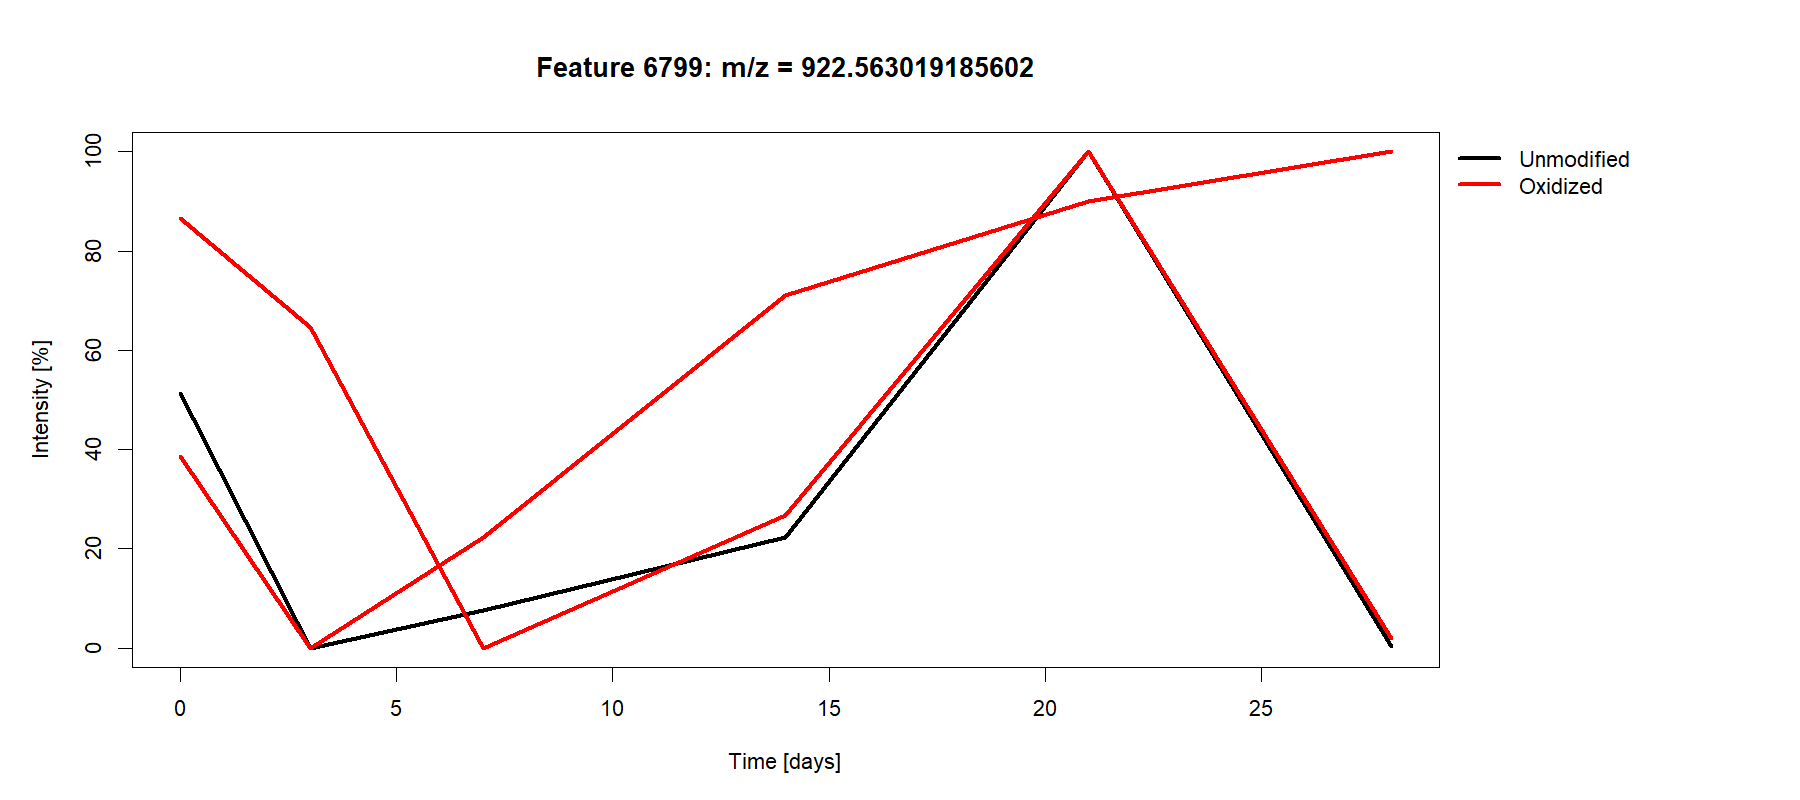 Feature 6799: m/z = 922.563019185602
Unmodified
Oxidized
Intensity [%]
100
80
60
40
20
0
0 5 10 15 20 25
Time [days]